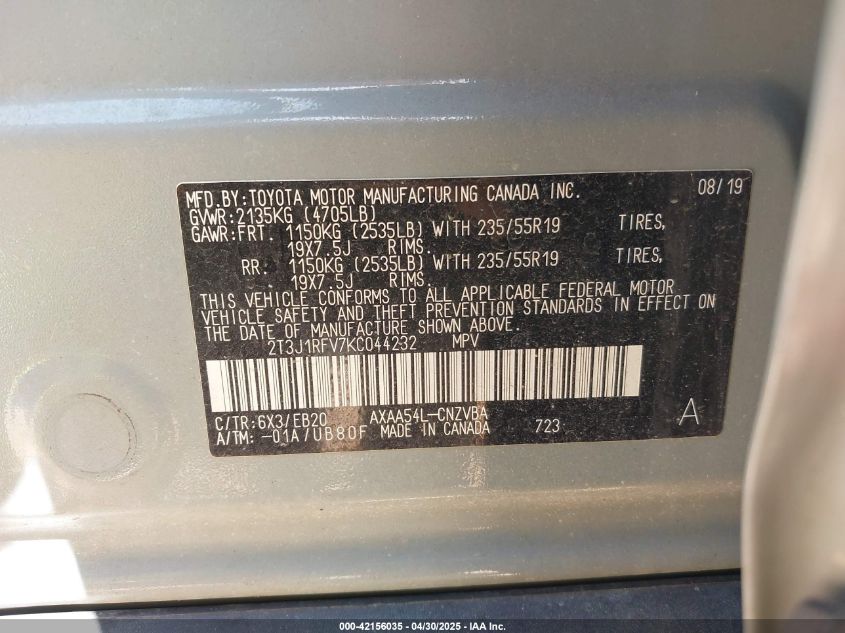 MFD.BY:TOYOTA MOTOR MANUFACTURING CANADA INC. 08/19
GVWR:2135KG (4705LB)
GAWR:FRT. 1150KG (2535LB) WITH 235/55R19 TIRES,
19X7.5J RIMS.
RR. 1150KG (2535LB) WITH 235/55R19 TIRES,
19X7.5J RIMS.
THIS VEHICLE CONFORMS TO ALL APPLICABLE FEDERAL MOTOR
VEHICLE SAFETY AND THEFT PREVENTION STANDARDS IN EFFECT ON
THE DATE OF MANUFACTURE SHOWN ABOVE.
2T3J1RFV7KC044232 MPV
C/TR:6X3/EB20 AXAA54L-CNZVBA A
A/TM: -01A/UB80F MADE IN CANADA 723
000-42156035 - 04/30/2025 - IAA Inc.